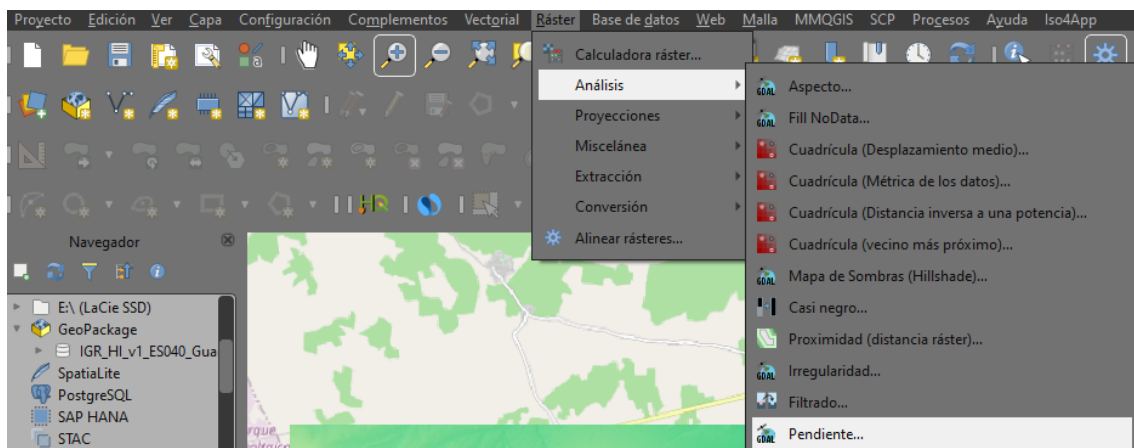 Proyecto Edición Ver Capa Configuración Complementos Vectorial Ráster Base de datos Web Malla MMQGIS SCP Procesos Ayuda Iso4App
Calculadora ráster...
Análisis
Proyecciones
Miscelánea
Extracción
Conversión
Alinear rásteres...
Aspecto...
Fill NoData...
Cuadrícula (Desplazamiento medio)...
Cuadrícula (Métrica de los datos)...
Cuadrícula (Distancia inversa a una potencia)...
Cuadrícula (vecino más próximo)...
Mapa de Sombras (Hillshade)...
Casi negro...
Proximidad (distancia ráster)...
Irregularidad...
Filtrado...
Pendiente...
Navegador
E:\ (LaCie SSD)
GeoPackage
IGR_HI_v1_ES040_Gua
SpatiaLite
PostgreSQL
SAP HANA
STAC